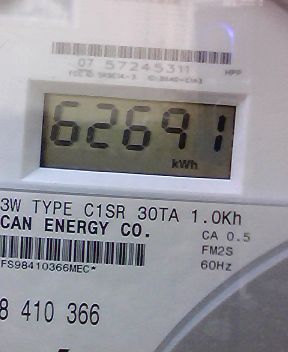 07 57245311 HPP
62691
kWh
3W TYPE C1SR 30TA 1.0Kh
CAN ENERGY CO. CA 0.5
FM2S
FS98410366MEC* 60Hz
8 410 366